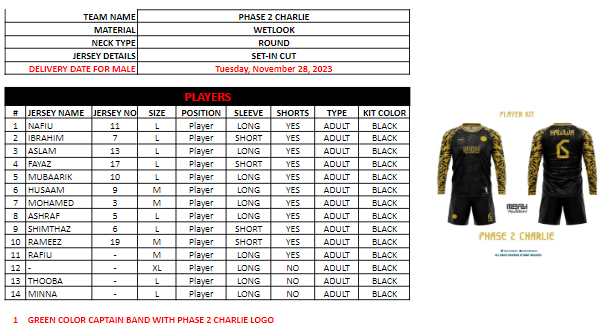 TEAM NAME PHASE 2 CHARLIE
MATERIAL WETLOOK
NECK TYPE ROUND
JERSEY DETAILS SET-IN CUT
DELIVERY DATE FOR MALE Tuesday, November 28, 2023
PLAYERS
# JERSEY NAME JERSEY NO SIZE POSITION SLEEVE SHORTS TYPE KIT COLOR
1 NAFIU 11 L Player LONG YES ADULT BLACK
2 IBRAHIM 7 L Player SHORT YES ADULT BLACK
3 ASLAM 13 L Player LONG YES ADULT BLACK
4 FAYAZ 17 L Player SHORT YES ADULT BLACK
5 MUBAARIK 10 L Player LONG YES ADULT BLACK
6 HUSAAM 9 M Player LONG YES ADULT BLACK
7 MOHAMED 3 M Player LONG YES ADULT BLACK
8 ASHRAF 5 L Player LONG YES ADULT BLACK
9 SHIMTHAZ 6 L Player SHORT YES ADULT BLACK
10 RAMEEZ 19 M Player SHORT YES ADULT BLACK
11 RAFIU - M Player LONG YES ADULT BLACK
12 - - XL Player LONG NO ADULT BLACK
13 THOOBA - L Player LONG NO ADULT BLACK
14 MINNA - L Player LONG NO ADULT BLACK
1 GREEN COLOR CAPTAIN BAND WITH PHASE 2 CHARLIE LOGO
PLAYER KIT
6
PHASE 2 CHARLIE